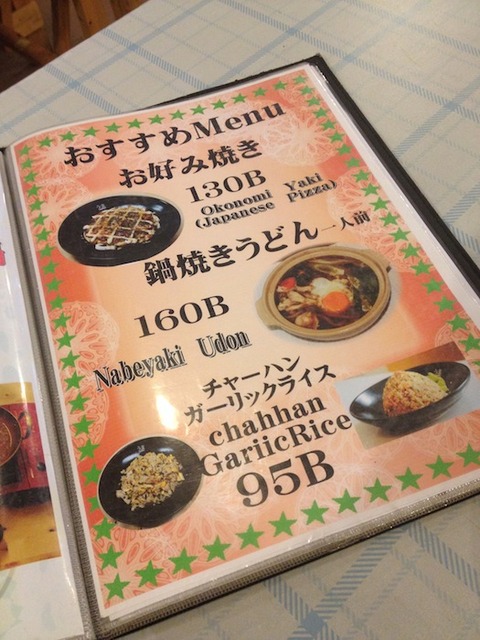 おすすめMenu
お好み焼き
130B
Okonomi Yaki
(Japanese Pizza)
鍋焼きうどん一人前
160B
Nabeyaki Udon
チャーハン
ガーリックライス
chahhan
GariicRice
95B